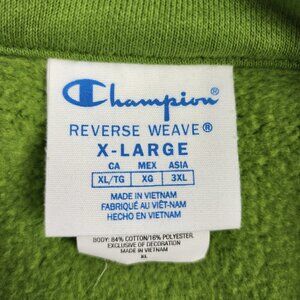 Champion
REVERSE WEAVE®
X-LARGE
CA MEX ASIA
XL/TG XG 3XL
MADE IN VIETNAM
FABRIQUÉ AU VIÊT-NAM
HECHO EN VIETNAM
BODY: 84% COTTON/16% POLYESTER.
EXCLUSIVE OF DECORATION
MADE IN VIETNAM
XL